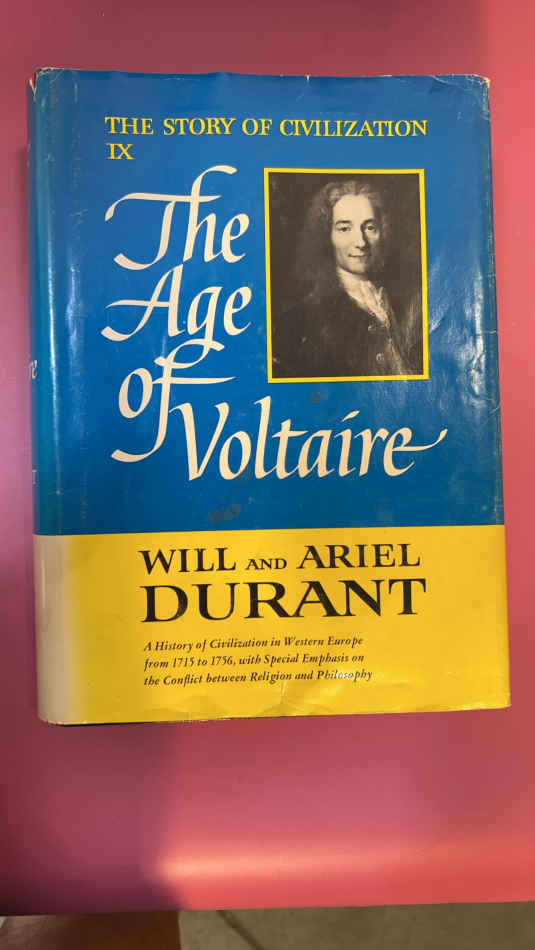 THE STORY OF CIVILIZATION
IX
The
Age
of
Voltaire
WILL AND ARIEL
DURANT
A History of Civilization in Western Europe
from 1715 to 1756, with Special Emphasis on
the Conflict between Religion and Philosophy